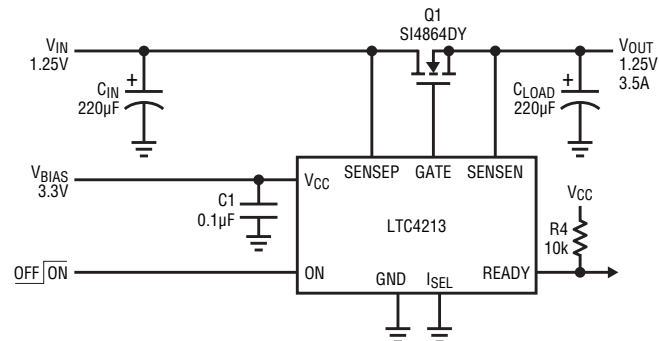 Q1
SI4864DY
VIN
1.25V
VOUT
1.25V
3.5A
CIN
220µF
+
CLOAD
220µF
+
VBIAS
3.3V
C1
0.1µF
VCC
SENSEP
GATE
SENSEN
LTC4213
VCC
R4
10k
OFF ON
ON
GND
ISEL
READY